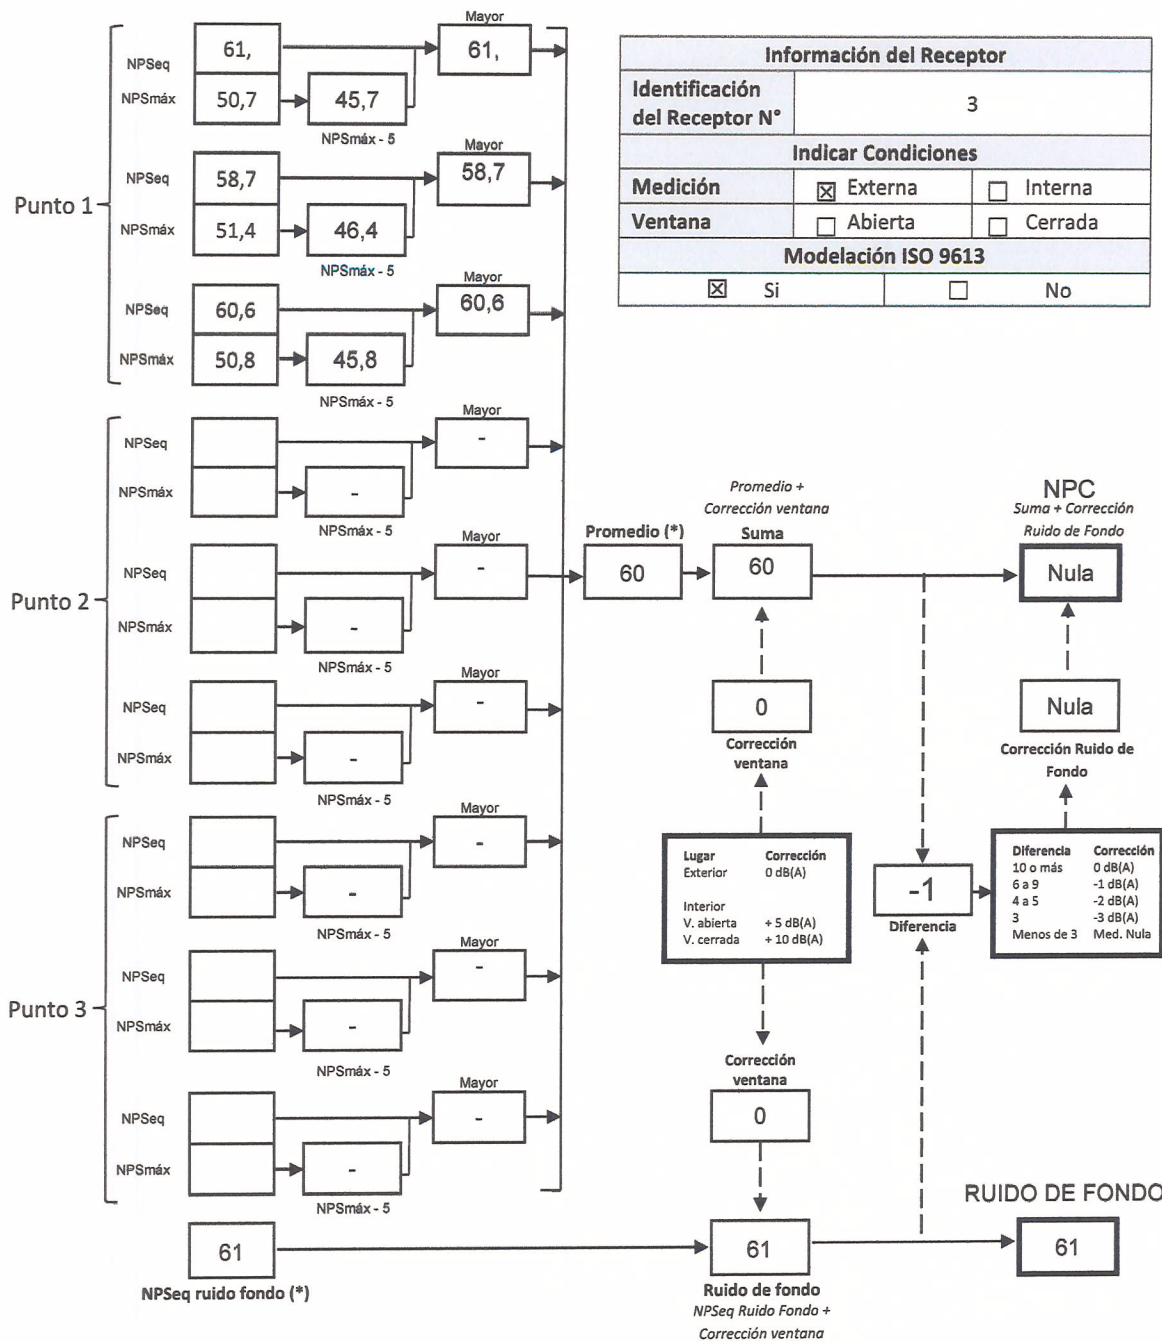 Información del Receptor
Identificación del Receptor N° 3
Indicar Condiciones
Medición ☒ Externa ☐ Interna
Ventana ☐ Abierta ☐ Cerrada
Modelación ISO 9613
☒ Si ☐ No
Punto 1
Mayor
NPSeq 61, 61,
NPSmáx 50,7 45,7
NPSmáx - 5
Mayor
NPSeq 58,7 58,7
NPSmáx 51,4 46,4
NPSmáx - 5
Mayor
NPSeq 60,6 60,6
NPSmáx 50,8 45,8
NPSmáx - 5
Punto 2
Mayor
NPSeq -
NPSmáx -
NPSmáx - 5
Mayor
NPSeq -
NPSmáx -
NPSmáx - 5
Mayor
NPSeq -
NPSmáx -
NPSmáx - 5
Punto 3
Mayor
NPSeq -
NPSmáx -
NPSmáx - 5
Mayor
NPSeq -
NPSmáx -
NPSmáx - 5
Mayor
NPSeq -
NPSmáx -
NPSmáx - 5
Promedio (*)
60
Promedio +
Corrección ventana
Suma
60
0
Corrección
ventana
Lugar Corrección
Exterior 0 dB(A)
Interior
V. abierta + 5 dB(A)
V. cerrada + 10 dB(A)
Corrección
ventana
0
NPC
Suma + Corrección
Ruido de Fondo
Nula
Nula
Corrección Ruido de
Fondo
-1
Diferencia
Diferencia Corrección
10 o más 0 dB(A)
6 a 9 -1 dB(A)
4 a 5 -2 dB(A)
3 -3 dB(A)
Menos de 3 Med. Nula
61
NPSeq ruido fondo (*)
61
Ruido de fondo
NPSeq Ruido Fondo +
Corrección ventana
RUIDO DE FONDO
61